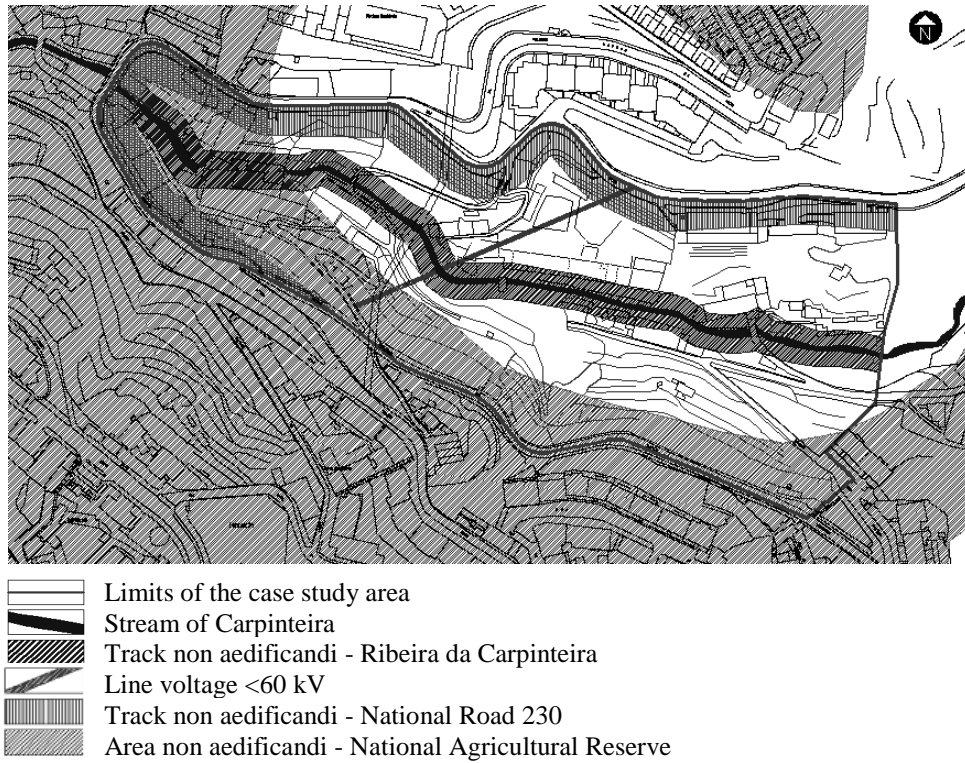 N
Limits of the case study area
Stream of Carpinteira
Track non aedificandi - Ribeira da Carpinteira
Line voltage <60 kV
Track non aedificandi - National Road 230
Area non aedificandi - National Agricultural Reserve